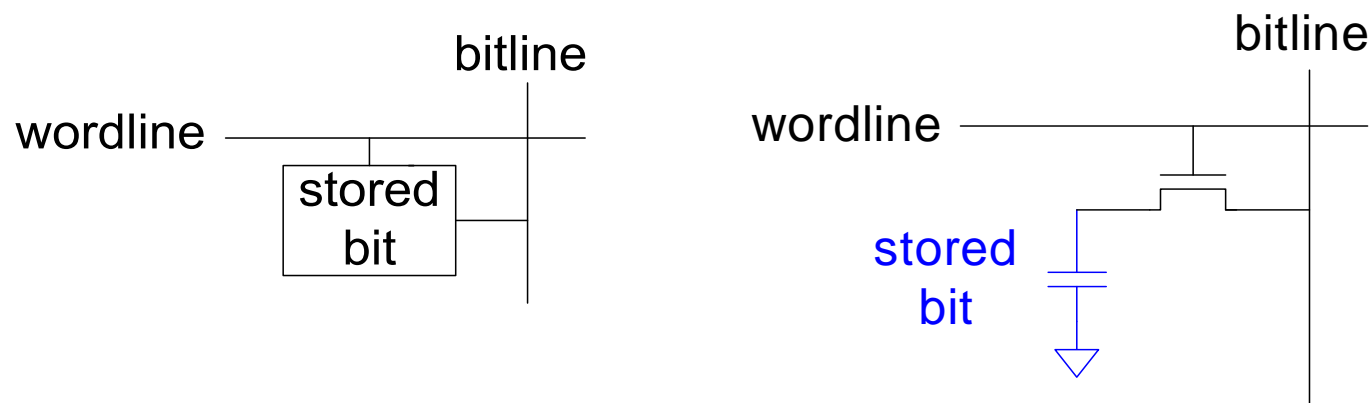 bitline
wordline
stored
bit
bitline
wordline
stored
bit